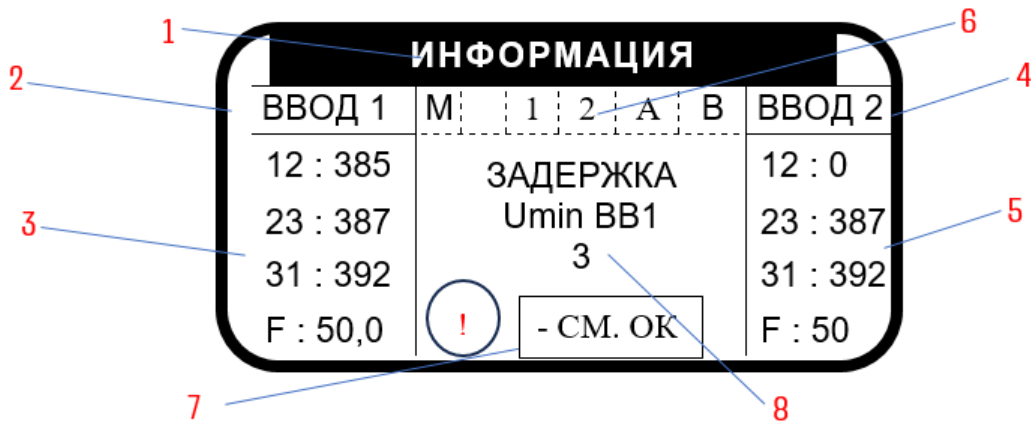 1
6
ИНФОРМАЦИЯ
2
4
ВВОД 1
М 1 2 А В
ВВОД 2
12 : 385
ЗАДЕРЖКА
12 : 0
3
23 : 387
Umin ВВ1
23 : 387
5
31 : 392
3
31 : 392
F : 50,0
!
- СМ. ОК
F : 50
7
8